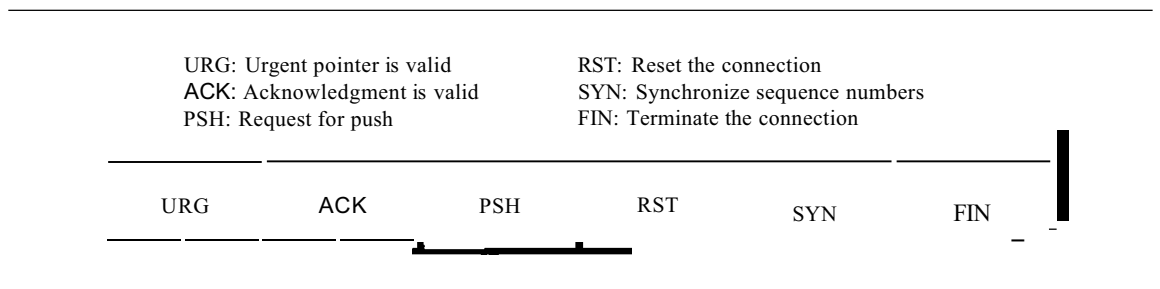 URG: Urgent pointer is valid RST: Reset the connection
ACK: Acknowledgment is valid SYN: Synchronize sequence numbers
PSH: Request for push FIN: Terminate the connection
URG ACK PSH RST SYN FIN